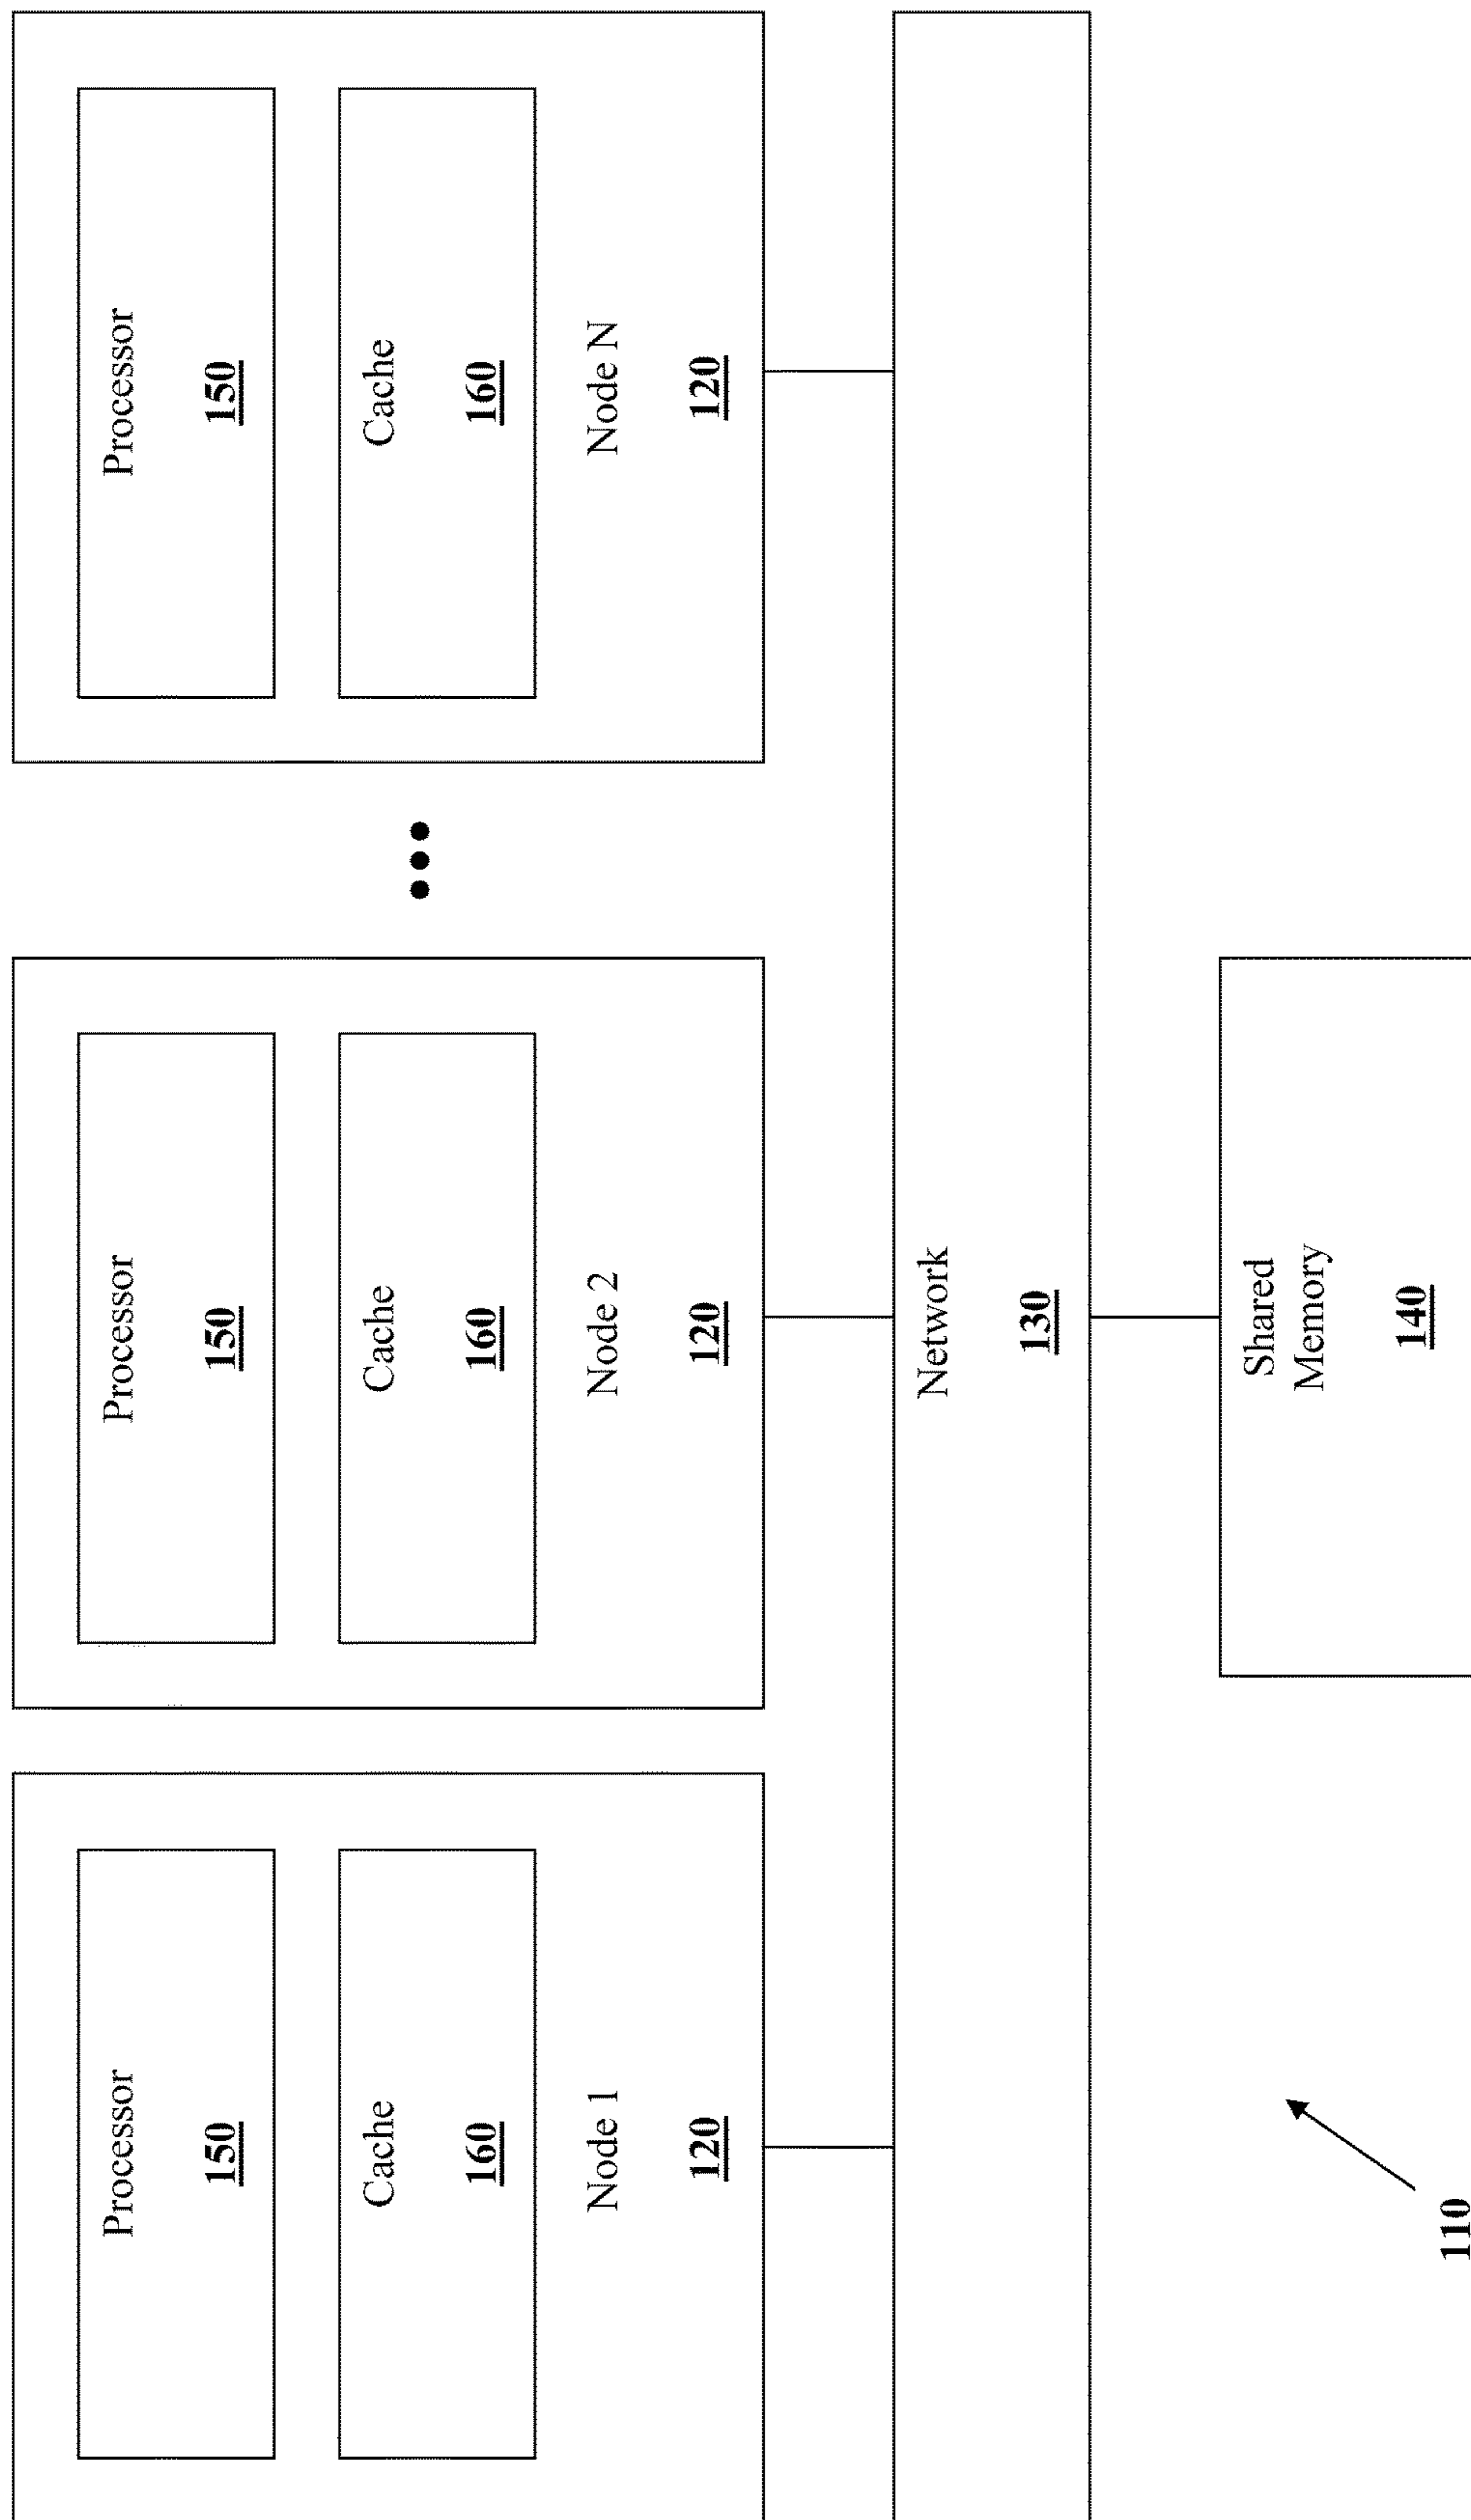 Processor
150
Cache
160
Node 1
120
Processor
150
Cache
160
Node 2
120
Processor
150
Cache
160
Node N
120
Network
130
Shared
Memory
140
110